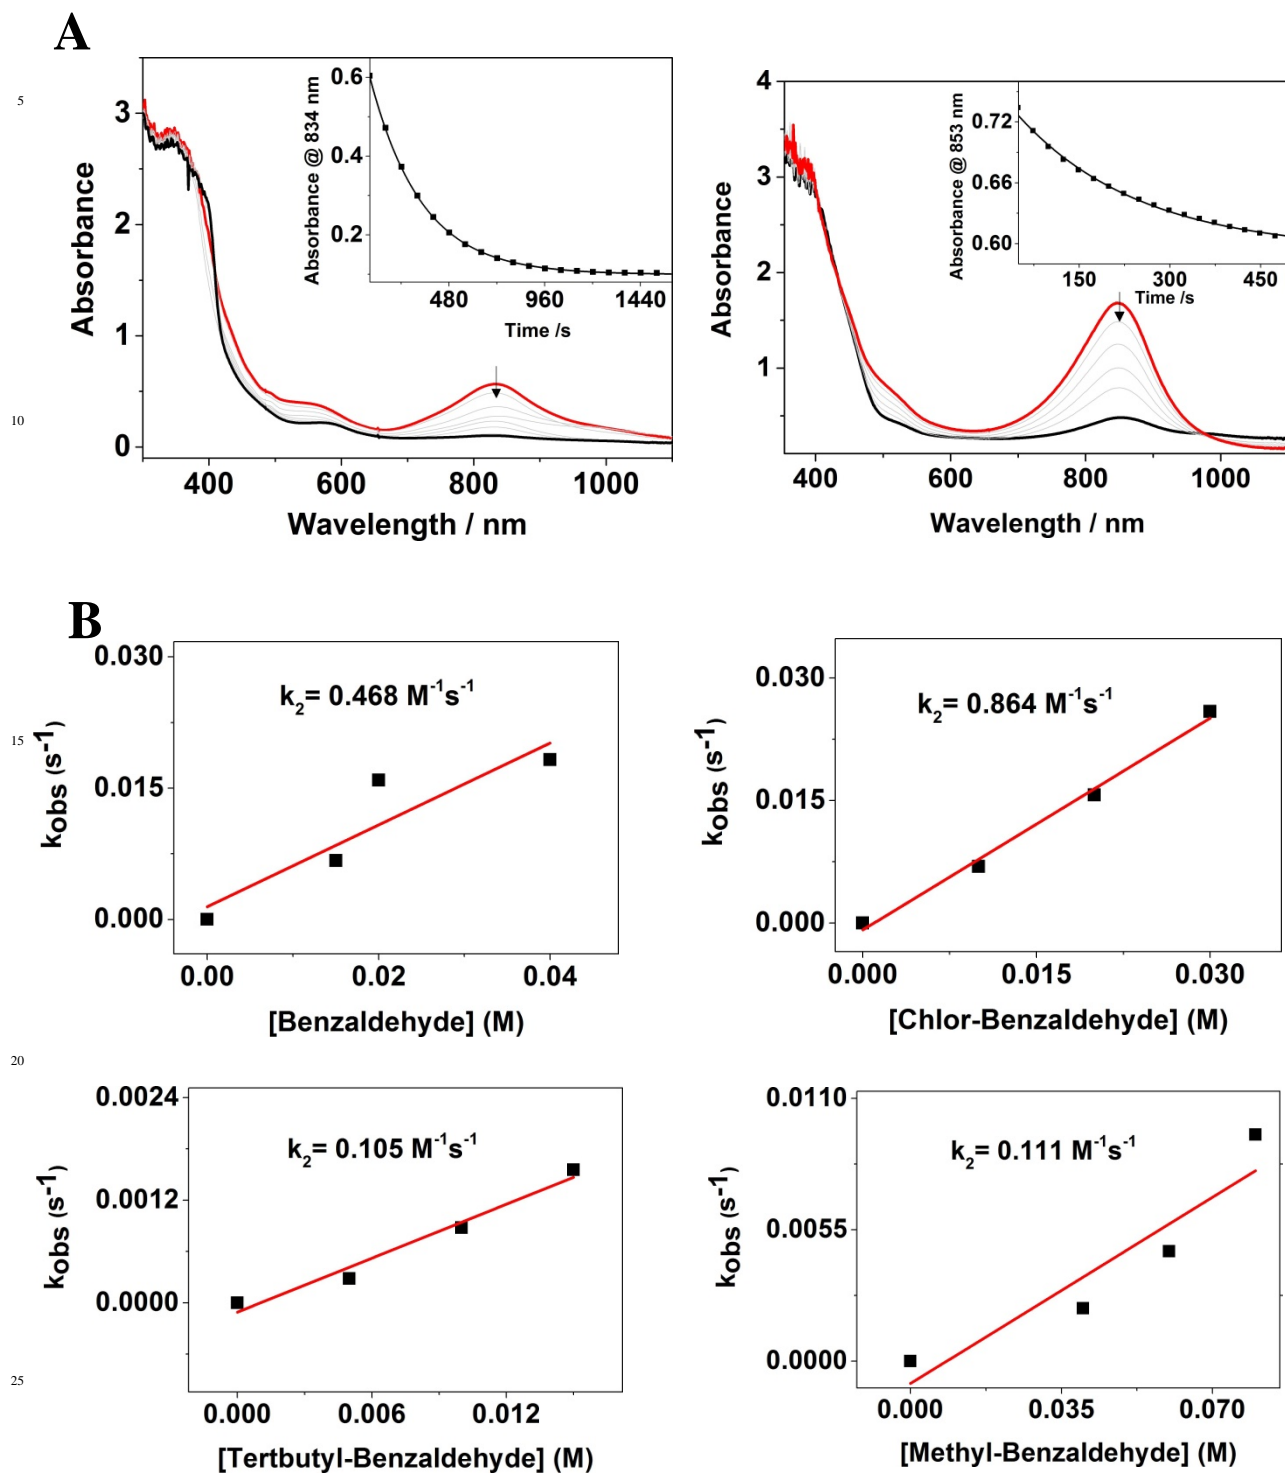 A
5
10
15
20
25
3
2
1
0
Absorbance
400 600 800 1000
Wavelength / nm
0.6
0.4
0.2
Absorbance @ 834 nm
480 960 1440
Time /s
4
3
2
1
Absorbance
400 600 800 1000
Wavelength / nm
0.72
0.66
0.60
Absorbance @ 853 nm
150 300 450
Time /s
B
0.030
0.015
0.000
kobs (s-1)
k2= 0.468 M-1s-1
0.00 0.02 0.04
[Benzaldehyde] (M)
0.030
0.015
0.000
kobs (s-1)
k2= 0.864 M-1s-1
0.000 0.015 0.030
[Chlor-Benzaldehyde] (M)
0.0024
0.0012
0.0000
kobs (s-1)
k2= 0.105 M-1s-1
0.000 0.006 0.012
[Tertbutyl-Benzaldehyde] (M)
0.0110
0.0055
0.0000
kobs (s-1)
k2= 0.111 M-1s-1
0.000 0.035 0.070
[Methyl-Benzaldehyde] (M)